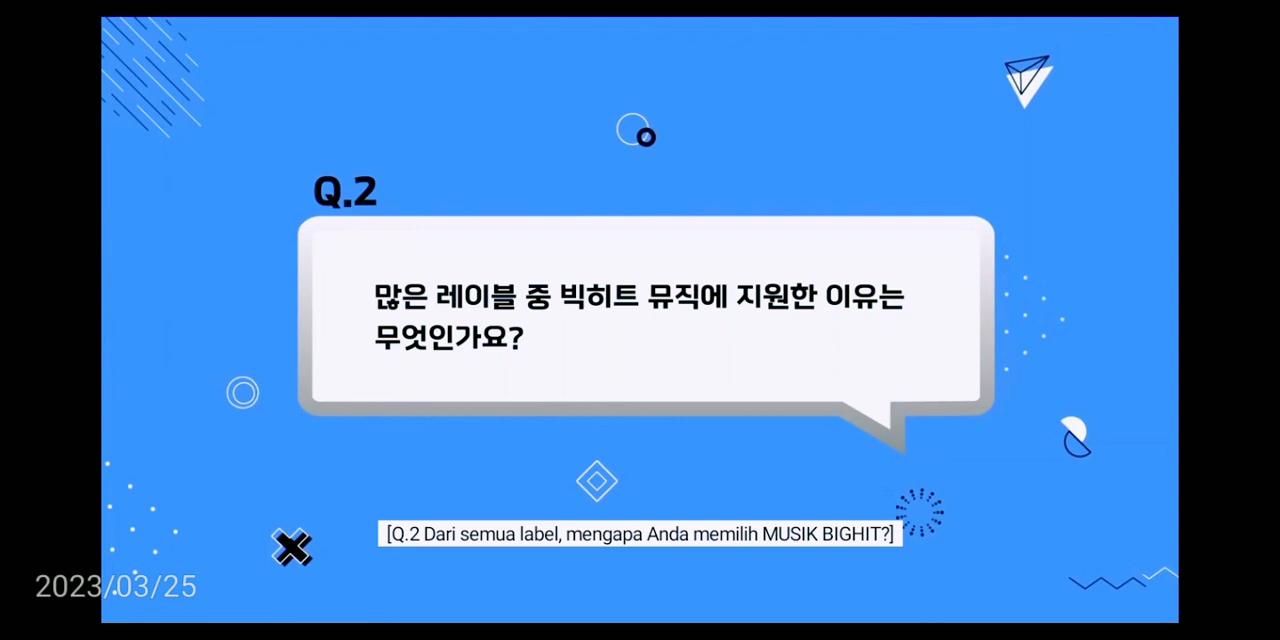 Q.2
많은 레이블 중 빅히트 뮤직에 지원한 이유는
무엇인가요?
[Q.2 Dari semua label, mengapa Anda memilih MUSIK BIGHIT?]
2023/03/25